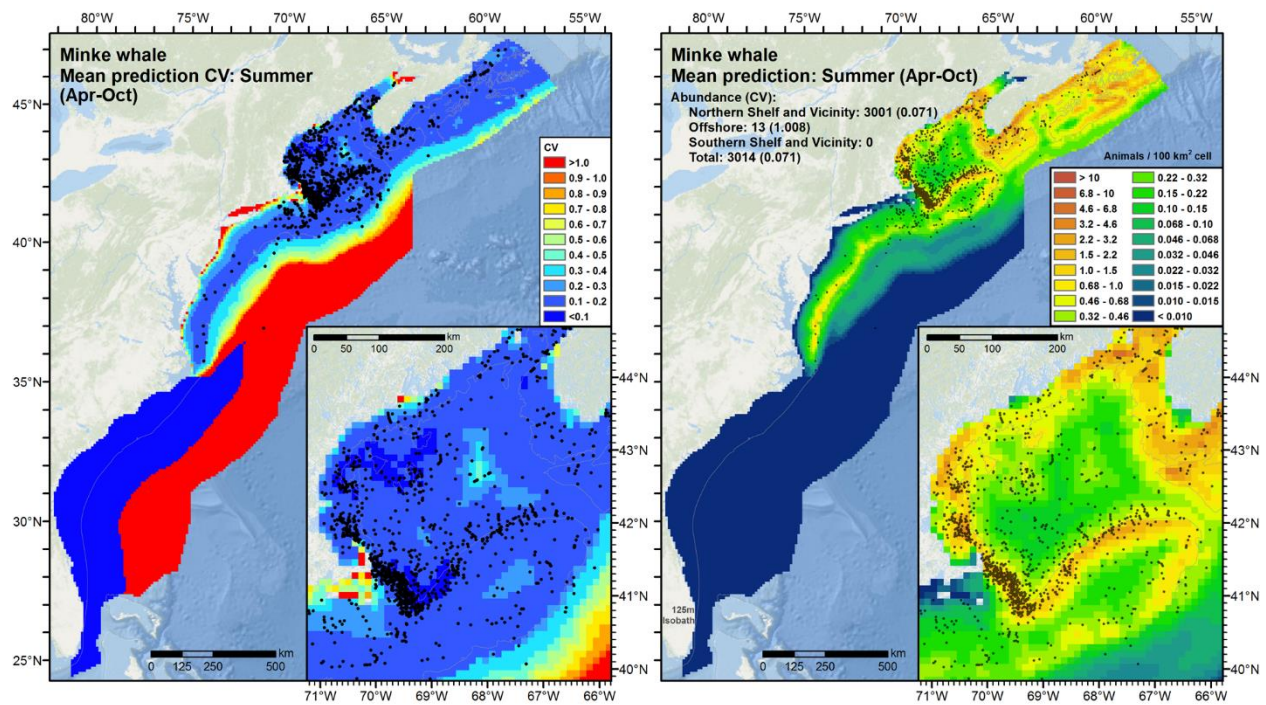 80°W 75°W 70°W 65°W 60°W 55°W
Minke whale
Mean prediction CV: Summer
(Apr-Oct)
45°N
40°N
35°N
30°N
25°N
CV
>1.0
0.9 - 1.0
0.8 - 0.9
0.7 - 0.8
0.6 - 0.7
0.5 - 0.6
0.4 - 0.5
0.3 - 0.4
0.2 - 0.3
0.1 - 0.2
<0.1
km
0 50 100 200
44°N
43°N
42°N
41°N
40°N
km
0 125 250 500
71°W 70°W 69°W 68°W 67°W 66°W
80°W 75°W 70°W 65°W 60°W 55°W
Minke whale
Mean prediction: Summer (Apr-Oct)
Abundance (CV):
Northern Shelf and Vicinity: 3001 (0.071)
Offshore: 13 (1.008)
Southern Shelf and Vicinity: 0
Total: 3014 (0.071)
45°N
40°N
35°N
30°N
25°N
Animals / 100 km² cell
> 10 0.22 - 0.32
6.8 - 10 0.15 - 0.22
4.6 - 6.8 0.10 - 0.15
3.2 - 4.6 0.068 - 0.10
2.2 - 3.2 0.046 - 0.068
1.5 - 2.2 0.032 - 0.046
1.0 - 1.5 0.022 - 0.032
0.68 - 1.0 0.015 - 0.022
0.46 - 0.68 0.010 - 0.015
0.32 - 0.46 < 0.010
km
0 50 100 200
44°N
43°N
42°N
41°N
40°N
125m
Isobath
km
0 125 250 500
71°W 70°W 69°W 68°W 67°W 66°W